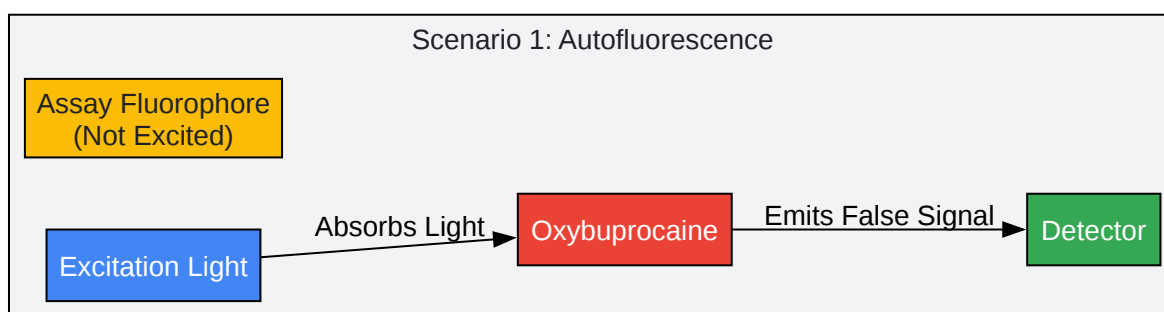 Scenario 1: Autofluorescence
Assay Fluorophore
(Not Excited)
Absorbs Light
Emits False Signal
Oxybuprocaine
Detector
Excitation Light